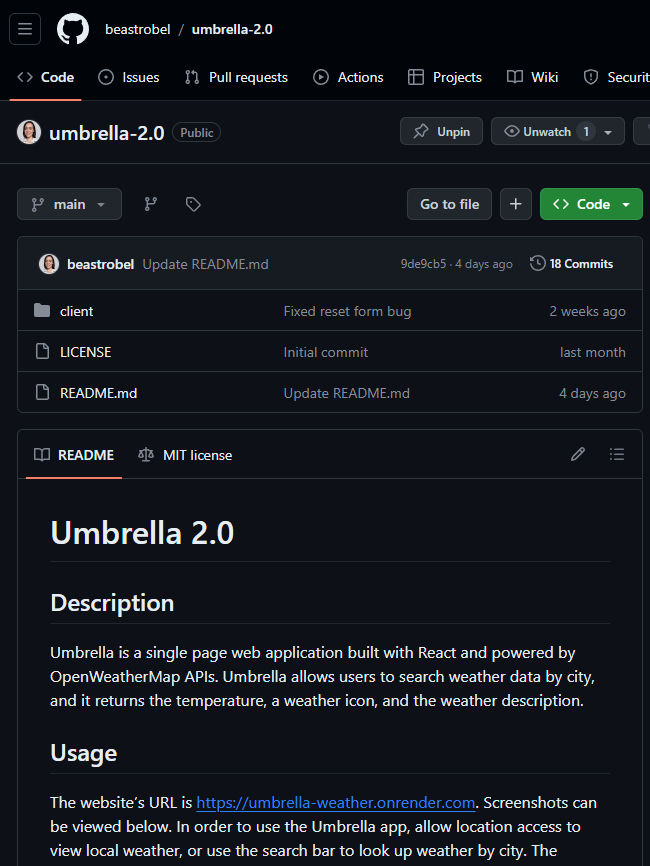 beastrobel / umbrella-2.0
Code Issues Pull requests Actions Projects Wiki Securit
umbrella-2.0 Public Unpin Unwatch 1
main Go to file Code
beastrobel Update README.md 9de9cb5 · 4 days ago 18 Commits
client Fixed reset form bug 2 weeks ago
LICENSE Initial commit last month
README.md Update README.md 4 days ago
README MIT license
Umbrella 2.0
Description
Umbrella is a single page web application built with React and powered by
OpenWeatherMap APIs. Umbrella allows users to search weather data by city,
and it returns the temperature, a weather icon, and the weather description.
Usage
The website's URL is https://umbrella-weather.onrender.com. Screenshots can
be viewed below. In order to use the Umbrella app, allow location access to
view local weather, or use the search bar to look up weather by city. The